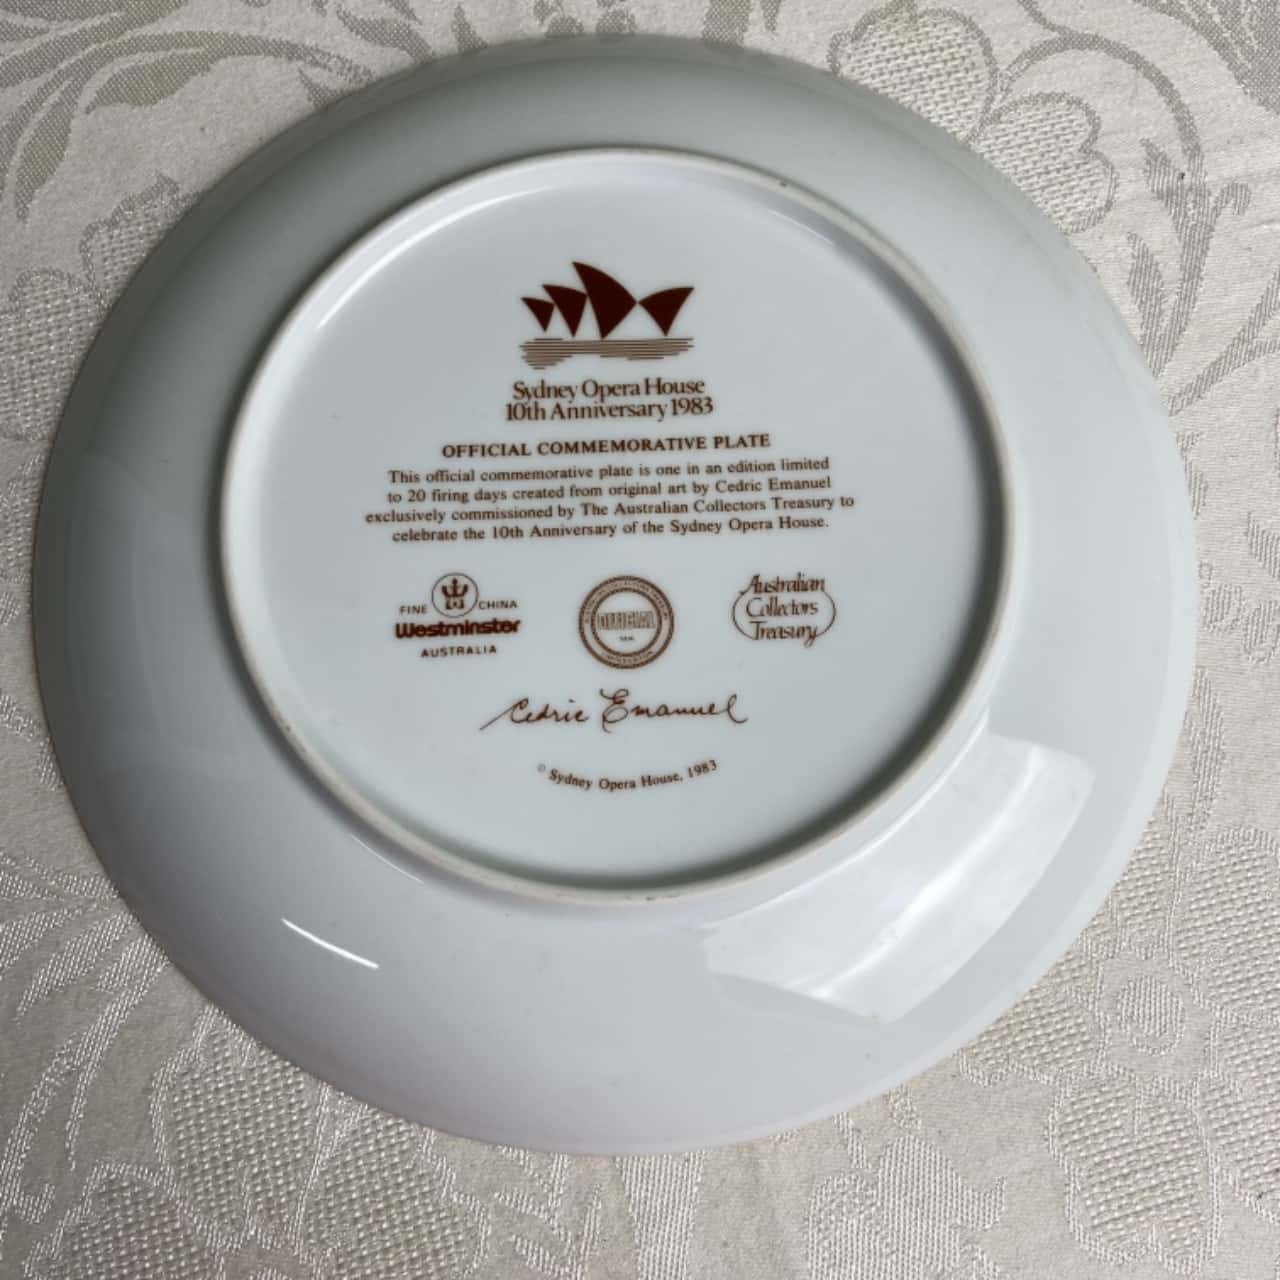 Sydney Opera House
10th Anniversary 1983
OFFICIAL COMMEMORATIVE PLATE
This official commemorative plate is one in an edition limited
to 20 firing days created from original art by Cedric Emanuel
exclusively commissioned by The Australian Collectors Treasury to
celebrate the 10th Anniversary of the Sydney Opera House.
FINE CHINA
Westminster
AUSTRALIA
OFFICIAL
Australian
Collectors
Treasury
Cedric Emanuel
© Sydney Opera House, 1983